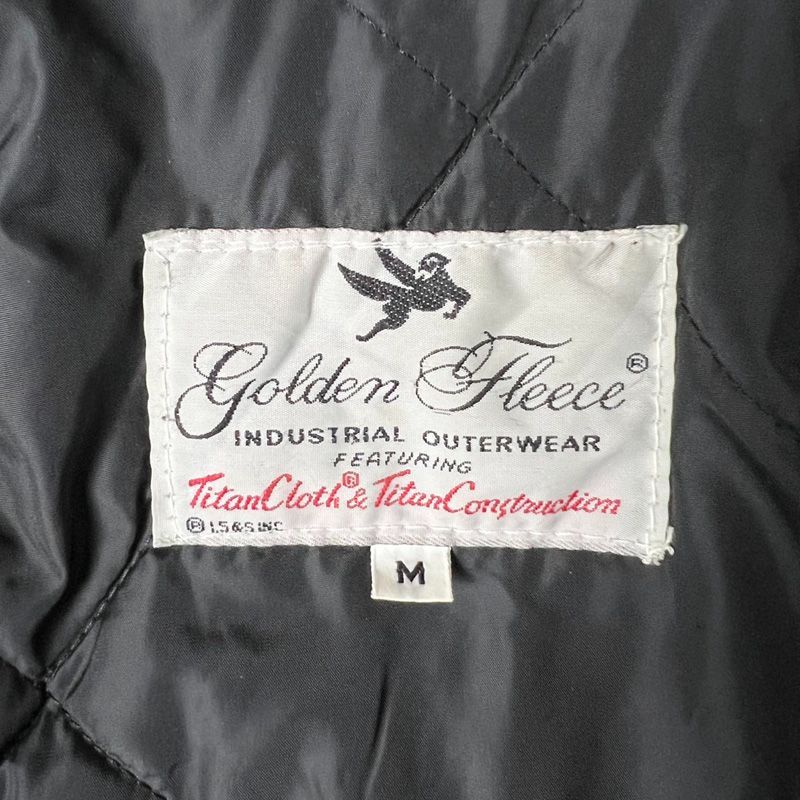 Golden Fleece®
INDUSTRIAL OUTERWEAR
FEATURING
TitanCloth® & TitanConstruction
® I.S&S.INC
M